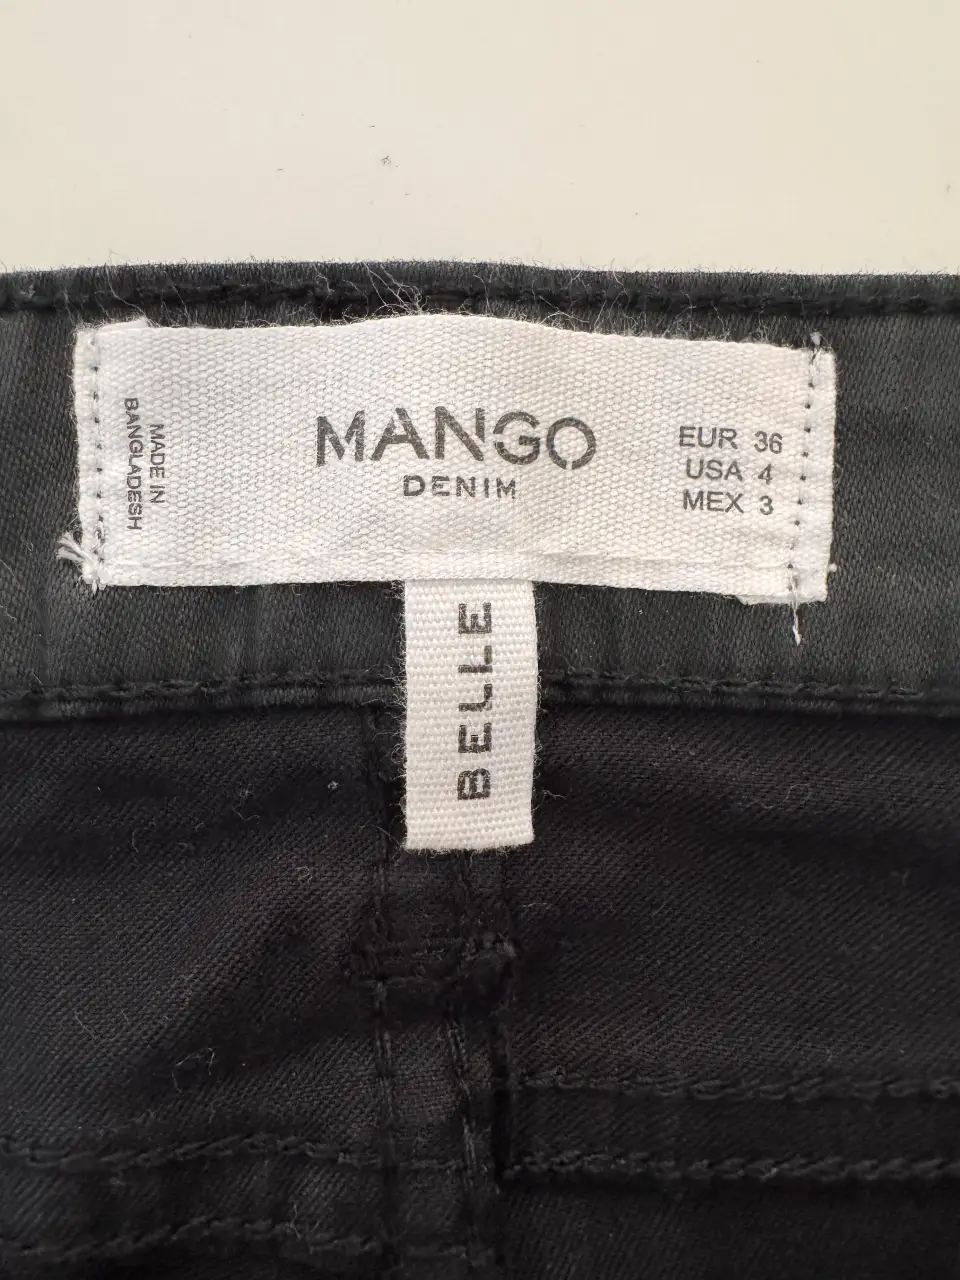 MADE IN
BANGLADESH
MANGO
DENIM
EUR 36
USA 4
MEX 3
BELLE